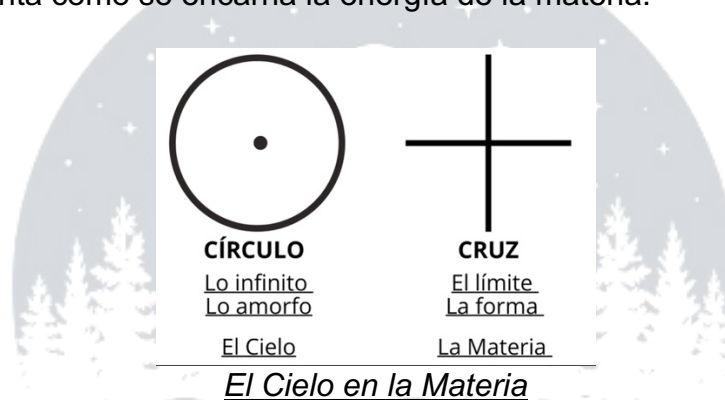 como se encarna la energía de la materia.
CÍRCULO
Lo infinito
Lo amorfo
El Cielo
CRUZ
El límite
La forma
La Materia
El Cielo en la Materia